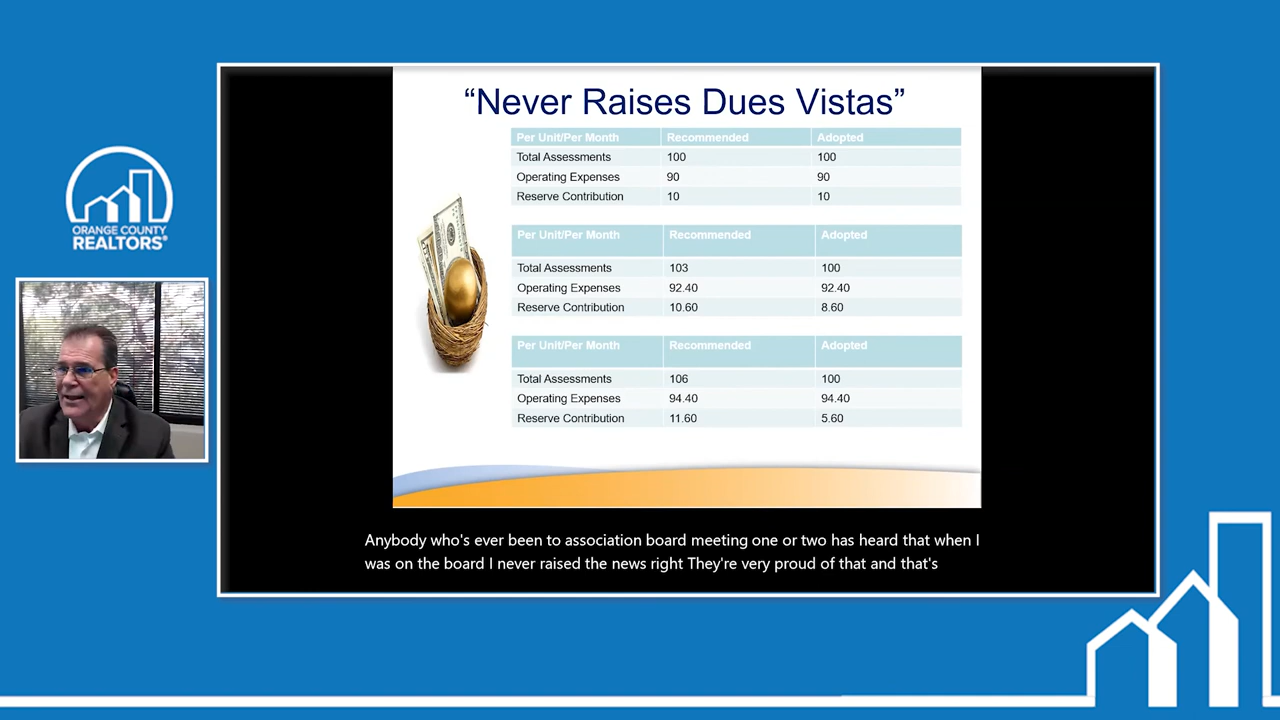 “Never Raises Dues Vistas”
Per Unit/Per Month Recommended Adopted
Total Assessments 100 100
Operating Expenses 90 90
Reserve Contribution 10 10
Per Unit/Per Month Recommended Adopted
Total Assessments 103 100
Operating Expenses 92.40 92.40
Reserve Contribution 10.60 8.60
Per Unit/Per Month Recommended Adopted
Total Assessments 106 100
Operating Expenses 94.40 94.40
Reserve Contribution 11.60 5.60
ORANGE COUNTY
REALTORS®
Anybody who's ever been to association board meeting one or two has heard that when I
was on the board I never raised the news right They're very proud of that and that's